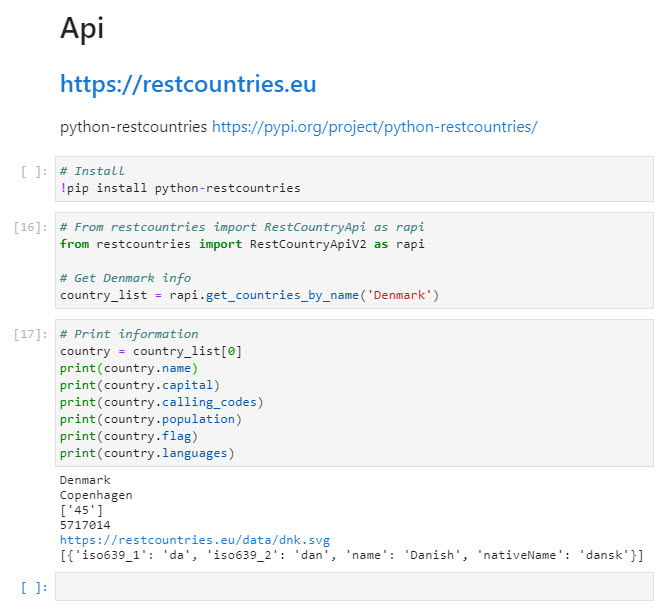 Api
https://restcountries.eu
python-restcountries https://pypi.org/project/python-restcountries/
[ ]:
# Install
!pip install python-restcountries
[16]:
# From restcountries import RestCountryApi as rapi
from restcountries import RestCountryApiV2 as rapi
# Get Denmark info
country_list = rapi.get_countries_by_name('Denmark')
[17]:
# Print information
country = country_list[0]
print(country.name)
print(country.capital)
print(country.calling_codes)
print(country.population)
print(country.flag)
print(country.languages)
Denmark
Copenhagen
['45']
5717014
https://restcountries.eu/data/dnk.svg
[{'iso639_1': 'da', 'iso639_2': 'dan', 'name': 'Danish', 'nativeName': 'dansk'}]
[ ]: